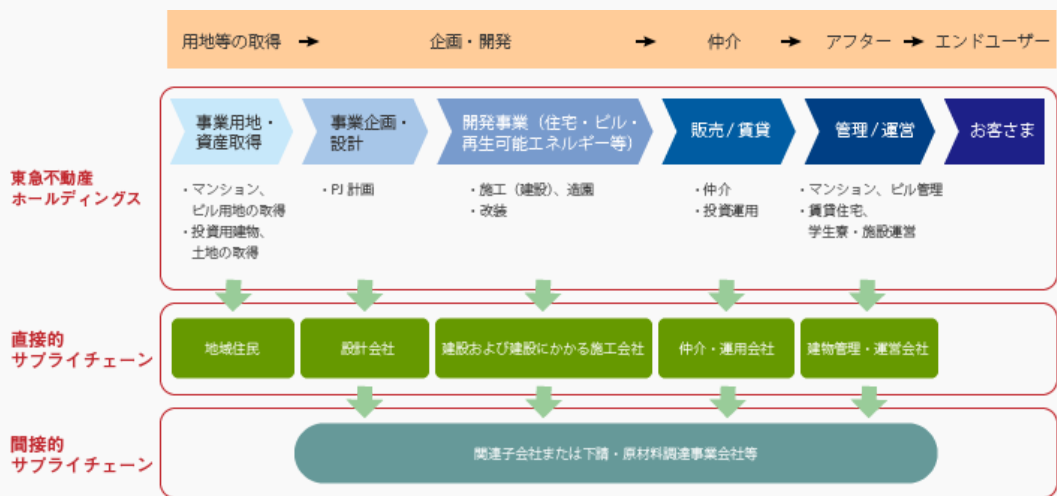 用地等の取得 → 企画・開発 → 仲介 → アフター → エンドユーザー
東急不動産
ホールディングス
事業用地・
資産取得
事業企画・
設計
開発事業（住宅・ビル・
再生可能エネルギー等）
販売/賃貸
管理/運営
お客さま
・マンション、
ビル用地の取得
・投資用建物、
土地の取得
・PJ計画
・施工（建設）、造園
・改装
・仲介
・投資運用
・マンション、ビル管理
・賃貸住宅、
学生寮・施設運営
直接的
サプライチェーン
地域住民
設計会社
建設および建設にかかる施工会社
仲介・運用会社
建物管理・運営会社
間接的
サプライチェーン
関連子会社または下請・原材料調達事業会社等